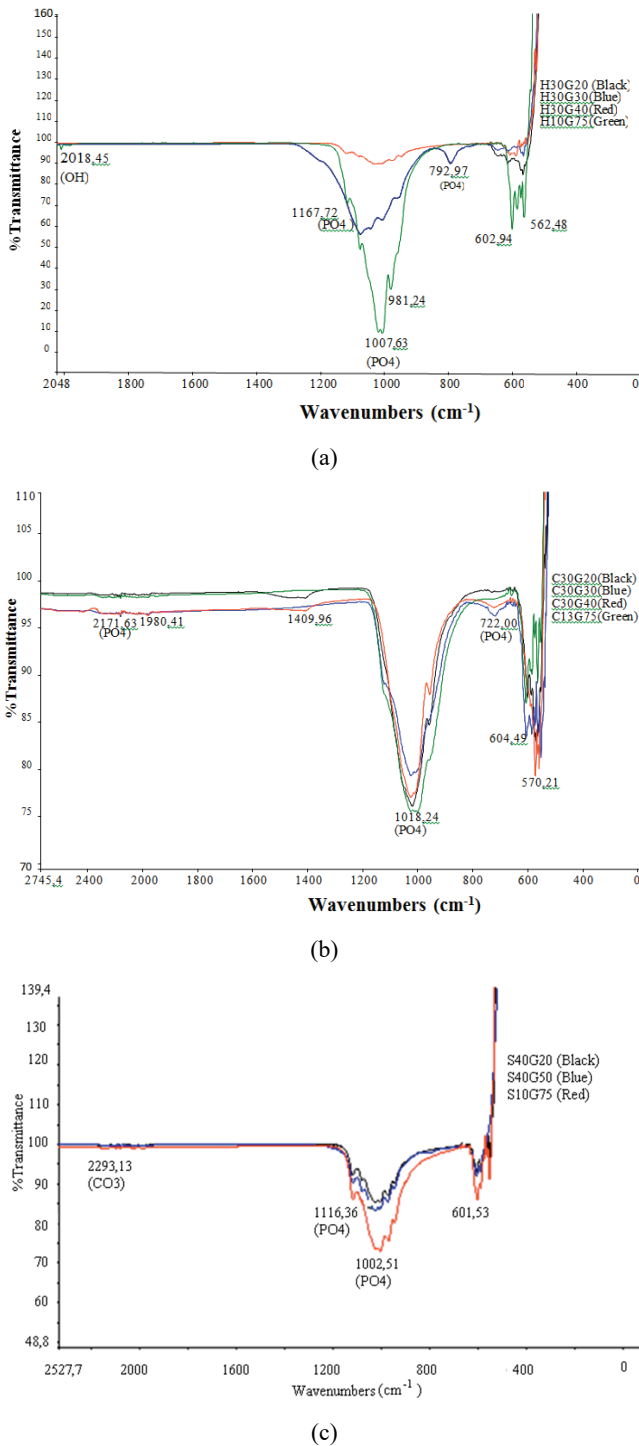 160
150
140
130
120
110
100
90
80
70
60
50
40
30
20
10
0
%Transmittance
H30G20 (Black)
H30G30(Blue)
H30G40(Red)
H10G75(Green)
2018,45
(OH)
1167,72
(PO4 )
792,97
(PO4)
981,24
1007,63
(PO4)
602,94
562,48
2048 1600 1200 1000 800 600 400 0
Wavenumbers (cm-1)
(a)
110
105
100
95
90
85
80
75
70
%Transmittance
C30G20(Black)
C30G30(Blue)
C30G40(Red)
C13G75(Green)
2171,63
(PO4)
1980,41
1409,96
722,00
(PO4)
604,49
570,21
1018,24
(PO4)
2745,4 2400 2000 1600 1200 800 600 400 0
Wavenumbers (cm-1)
(b)
139,4
130
120
110
100
90
80
70
60
48,8
%Transmittance
S40G20 (Black)
S40G50 (Blue)
S10G75 (Red)
2293,13
(CO3)
1116,36
(PO4)
601,53
1002,51
(PO4)
2527,7 2000 1600 1200 800 400 0
Wavenumbers (cm-1)
(c)